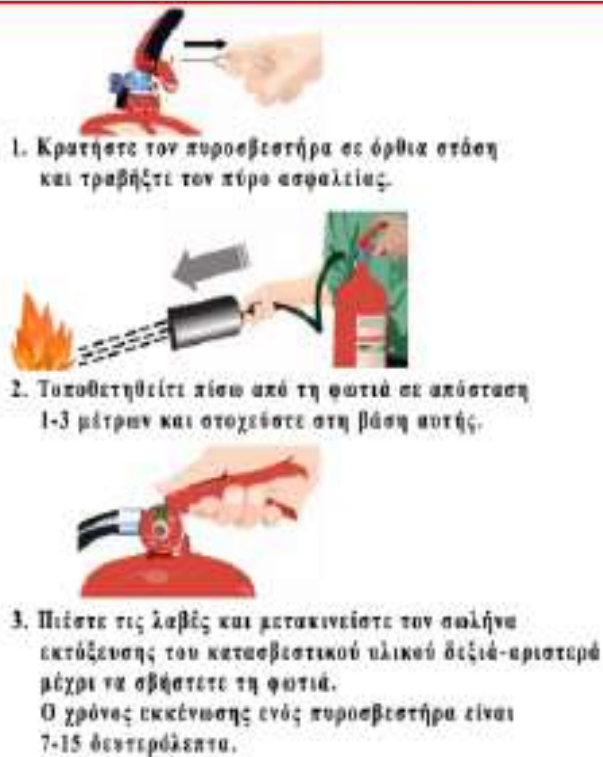 1. Κρατήστε τον πυροσβεστήρα σε όρθια στάση
και τραβήξτε τον πύρο ασφαλείας.
2. Τοποθετηθείτε πίσω από τη φωτιά σε απόσταση
1-3 μέτρων και στοχεύστε στη βάση αυτής.
3. Πιέστε τις λαβές και μετακινείστε τον σωλήνα
εκτόξευσης του κατασβεστικού υλικού δεξιά-αριστερά
μέχρι να σβήστετε τη φωτιά.
Ο χρόνος εκκένωσης ενός πυροσβεστήρα είναι
7-15 δευτερόλεπτα.